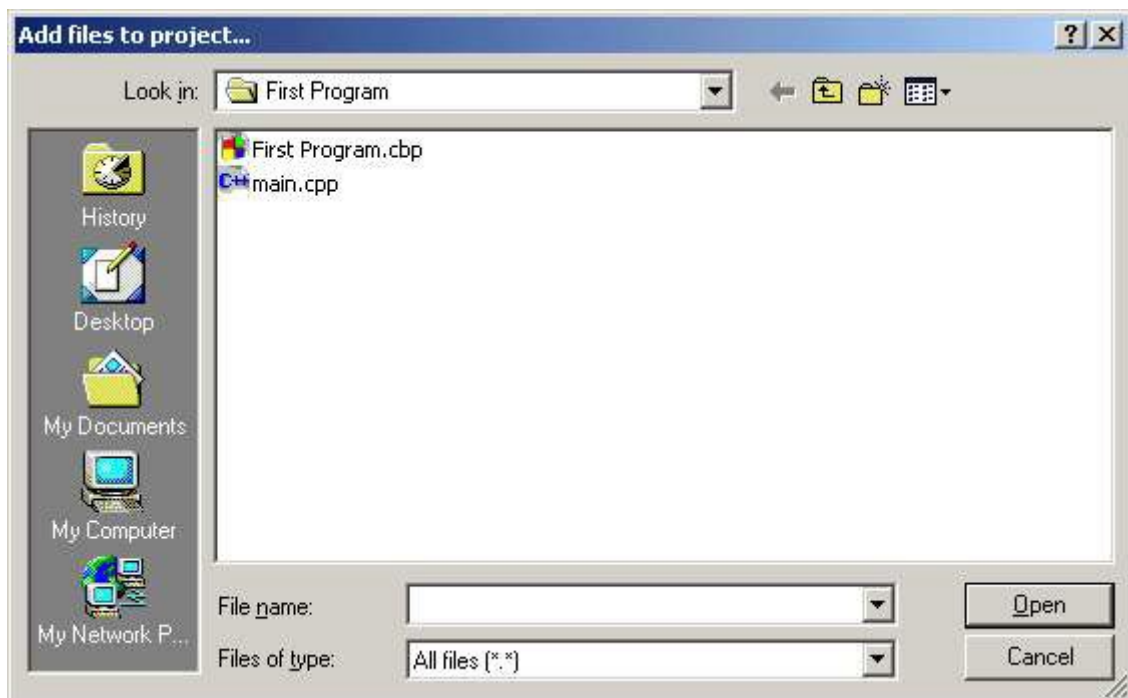 Add files to project...
Look in: First Program
First Program.cbp
C++ main.cpp
History
Desktop
My Documents
My Computer
My Network P...
File name: Open
Files of type: All files (*.*) Cancel